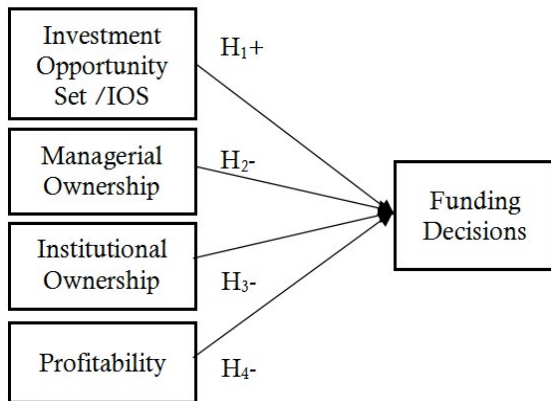 Investment
Opportunity
Set /IOS
H₁+
Managerial
Ownership
H₂-
Funding
Decisions
Institutional
Ownership
H₃-
Profitability
H₄-